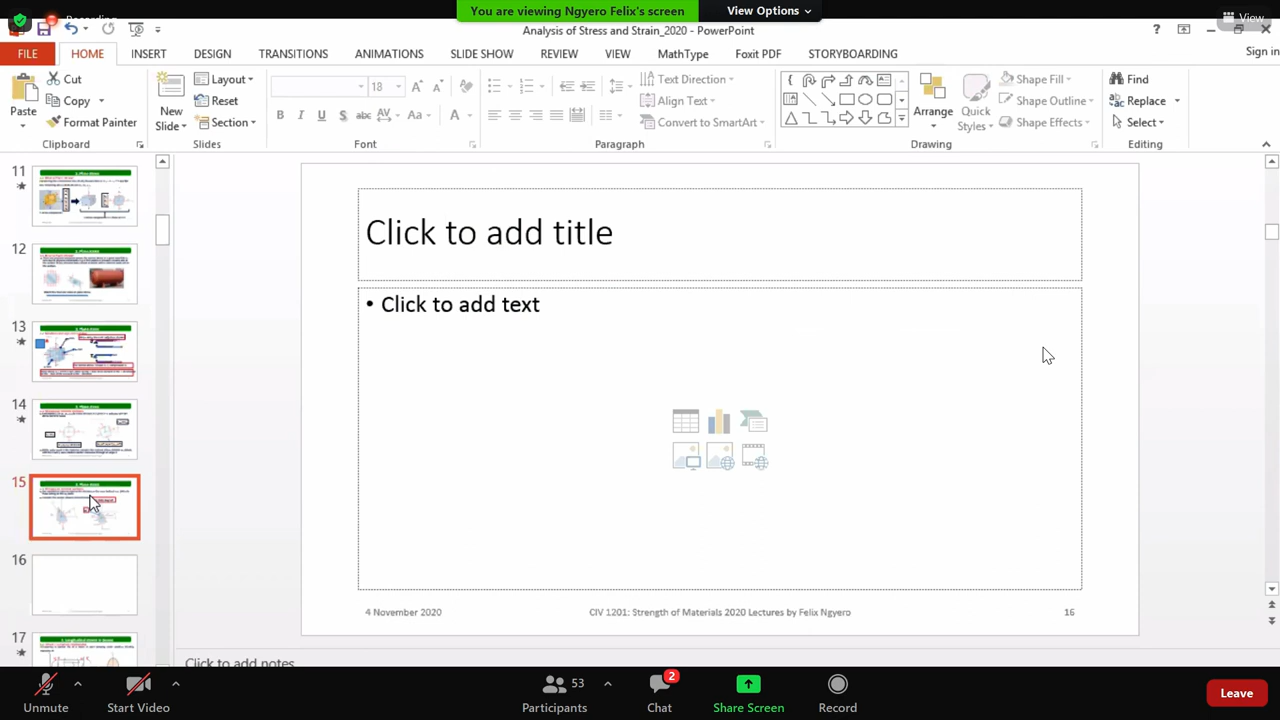 You are viewing Ngyero Felix's screen
View Options
Recording
View
Analysis of Stress and Strain_2020 - PowerPoint
?
FILE HOME INSERT DESIGN TRANSITIONS ANIMATIONS SLIDE SHOW REVIEW VIEW MathType Foxit PDF STORYBOARDING Sign in
Paste
Cut
Copy
Format Painter
Clipboard
New
Slide
Layout
Reset
Section
Slides
18
B I U S AV Aa A
Font
Text Direction
Align Text
Convert to SmartArt
Paragraph
Arrange
Quick
Styles
Shape Fill
Shape Outline
Shape Effects
Drawing
Find
Replace
Select
Editing
11
12
13
14
15
16
17
Click to add title
• Click to add text
4 November 2020
CIV 1201: Strength of Materials 2020 Lectures by Felix Ngyero
16
Click to add notes
Unmute
Start Video
53
Participants
2
Chat
Share Screen
Record
Leave